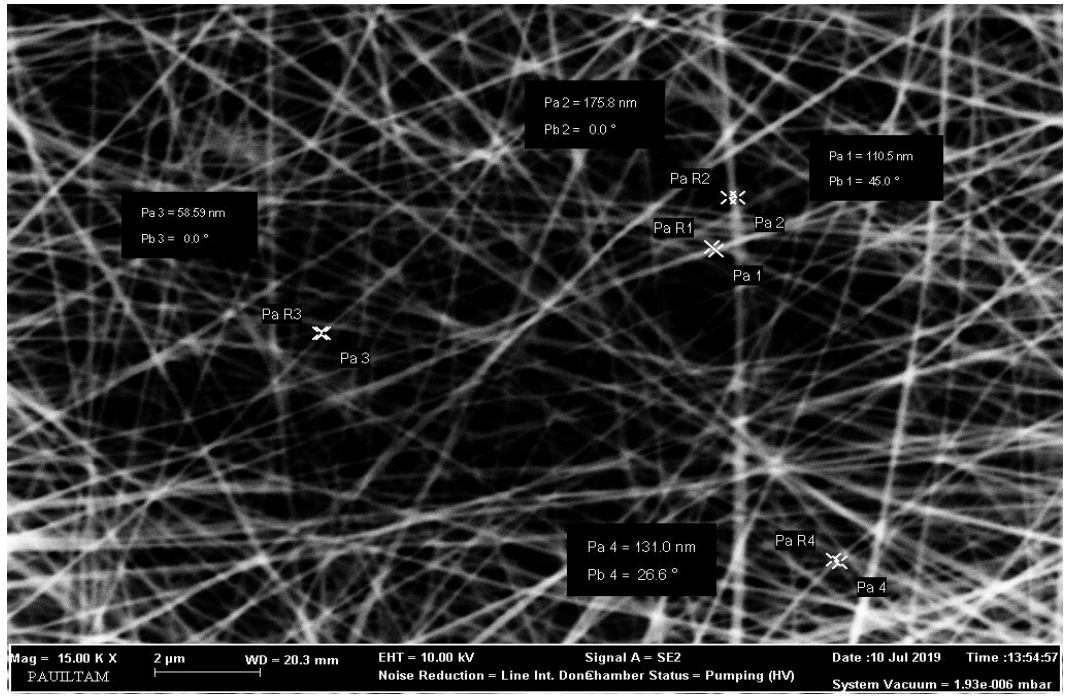 Pa 2 = 175.8 nm
Pb 2 = 0.0 °
Pa 1 = 110.5 nm
Pb 1 = 45.0 °
Pa R2
Pa 3 = 58.59 nm
Pb 3 = 0.0 °
Pa 2
Pa R1
Pa 1
Pa R3
Pa 3
Pa 4 = 131.0 nm
Pb 4 = 26.6 °
Pa R4
Pa 4
Mag = 15.00 K X 2 µm WD = 20.3 mm EHT = 10.00 kV Signal A = SE2 Date :10 Jul 2019 Time :13:54:57
PAUILTAM Noise Reduction = Line Int. Done Chamber Status = Pumping (HV) System Vacuum = 1.93e-006 mbar